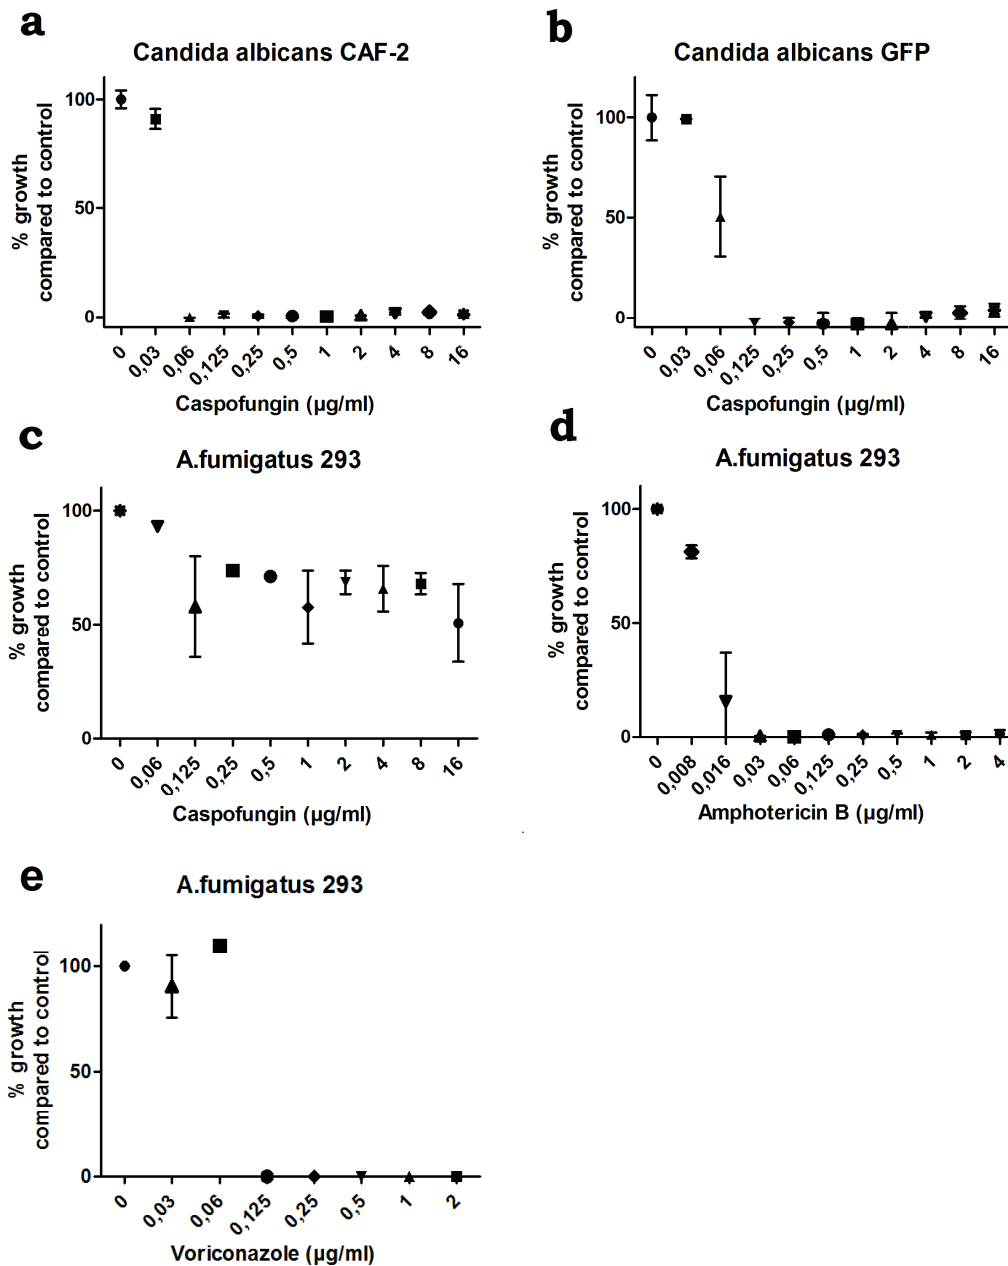 a
Candida albicans CAF-2
% growth
compared to control
100
50
0
0 0,03 0,06 0,125 0,25 0,5 1 2 4 8 16
Caspofungin (µg/ml)
b
Candida albicans GFP
% growth
compared to control
100
50
0
0 0,03 0,06 0,125 0,25 0,5 1 2 4 8 16
Caspofungin (µg/ml)
c
A.fumigatus 293
% growth
compared to control
100
50
0
0 0,06 0,125 0,25 0,5 1 2 4 8 16
Caspofungin (µg/ml)
d
A.fumigatus 293
% growth
compared to control
100
50
0
0 0,008 0,016 0,03 0,06 0,125 0,25 0,5 1 2 4
Amphotericin B (µg/ml)
e
A.fumigatus 293
% growth
compared to control
100
50
0
0 0,03 0,06 0,125 0,25 0,5 1 2
Voriconazole (µg/ml)